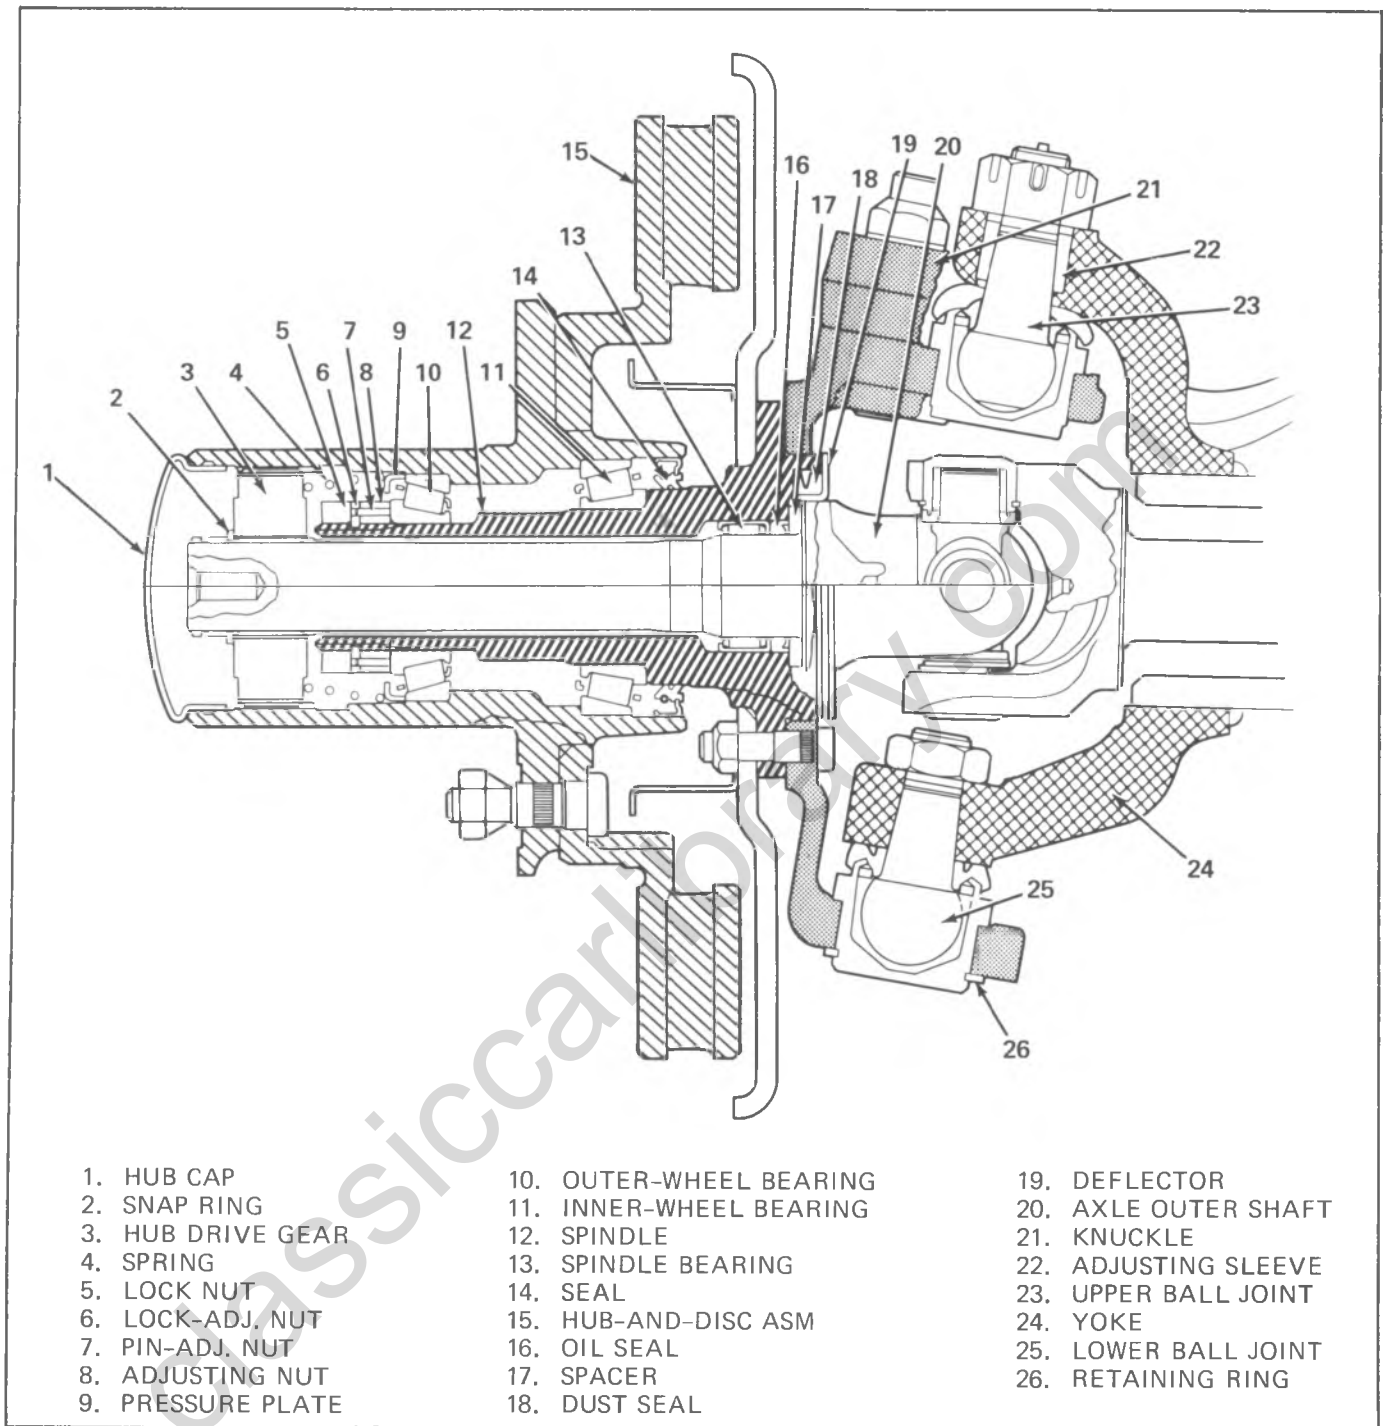 15
13
14
19
20
16
18
17
21
22
23
5
7
9
6
8
10
12
11
3
4
2
1
24
25
26
1. HUB CAP
2. SNAP RING
3. HUB DRIVE GEAR
4. SPRING
5. LOCK NUT
6. LOCK-ADJ. NUT
7. PIN-ADJ. NUT
8. ADJUSTING NUT
9. PRESSURE PLATE
10. OUTER-WHEEL BEARING
11. INNER-WHEEL BEARING
12. SPINDLE
13. SPINDLE BEARING
14. SEAL
15. HUB-AND-DISC ASM
16. OIL SEAL
17. SPACER
18. DUST SEAL
19. DEFLECTOR
20. AXLE OUTER SHAFT
21. KNUCKLE
22. ADJUSTING SLEEVE
23. UPPER BALL JOINT
24. YOKE
25. LOWER BALL JOINT
26. RETAINING RING
classiccarlibrary.com